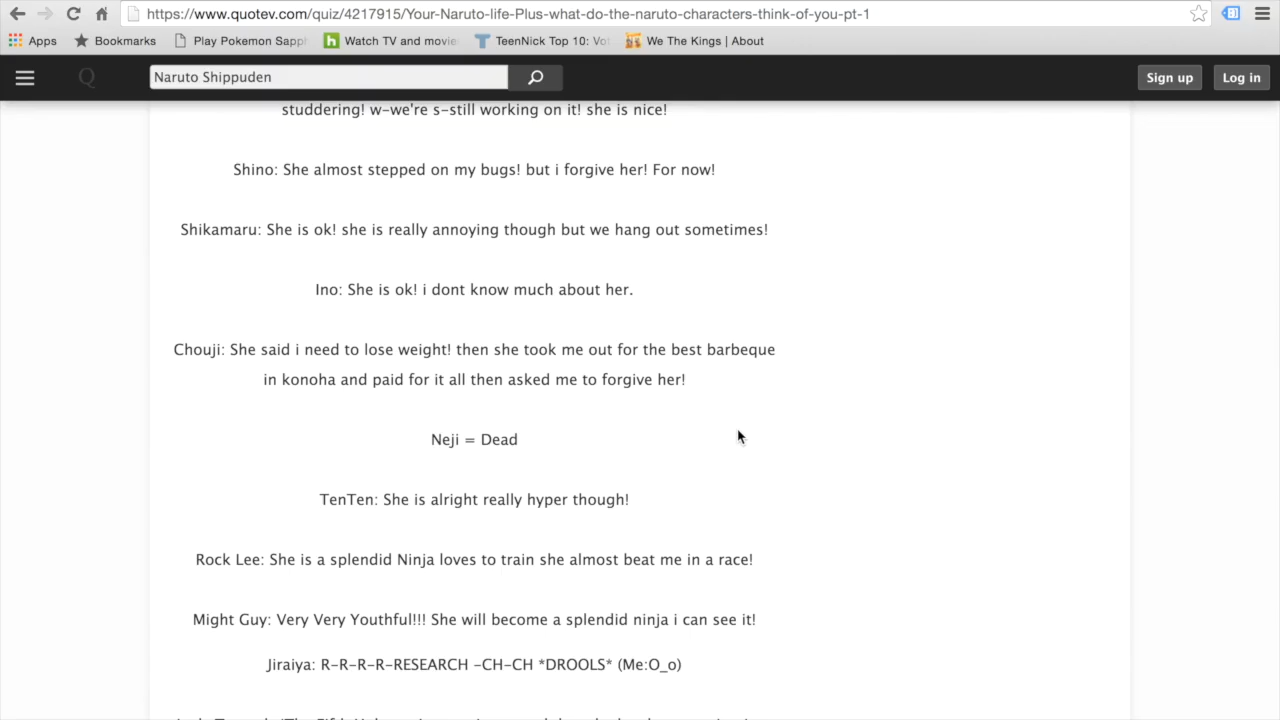 https://www.quotev.com/quiz/4217915/Your-Naruto-life-Plus-what-do-the-naruto-characters-think-of-you-pt-1
Apps Bookmarks Play Pokemon Sapp Watch TV and movie TeenNick Top 10: Vot We The Kings | About
Q Naruto Shippuden Sign up Log in
studdering! w-we're s-still working on it! she is nice!
Shino: She almost stepped on my bugs! but i forgive her! For now!
Shikamaru: She is ok! she is really annoying though but we hang out sometimes!
Ino: She is ok! i dont know much about her.
Chouji: She said i need to lose weight! then she took me out for the best barbeque
in konoha and paid for it all then asked me to forgive her!
Neji = Dead
TenTen: She is alright really hyper though!
Rock Lee: She is a splendid Ninja loves to train she almost beat me in a race!
Might Guy: Very Very Youthful!!! She will become a splendid ninja i can see it!
Jiraiya: R-R-R-R-RESEARCH -CH-CH *DROOLS* (Me:O_o)